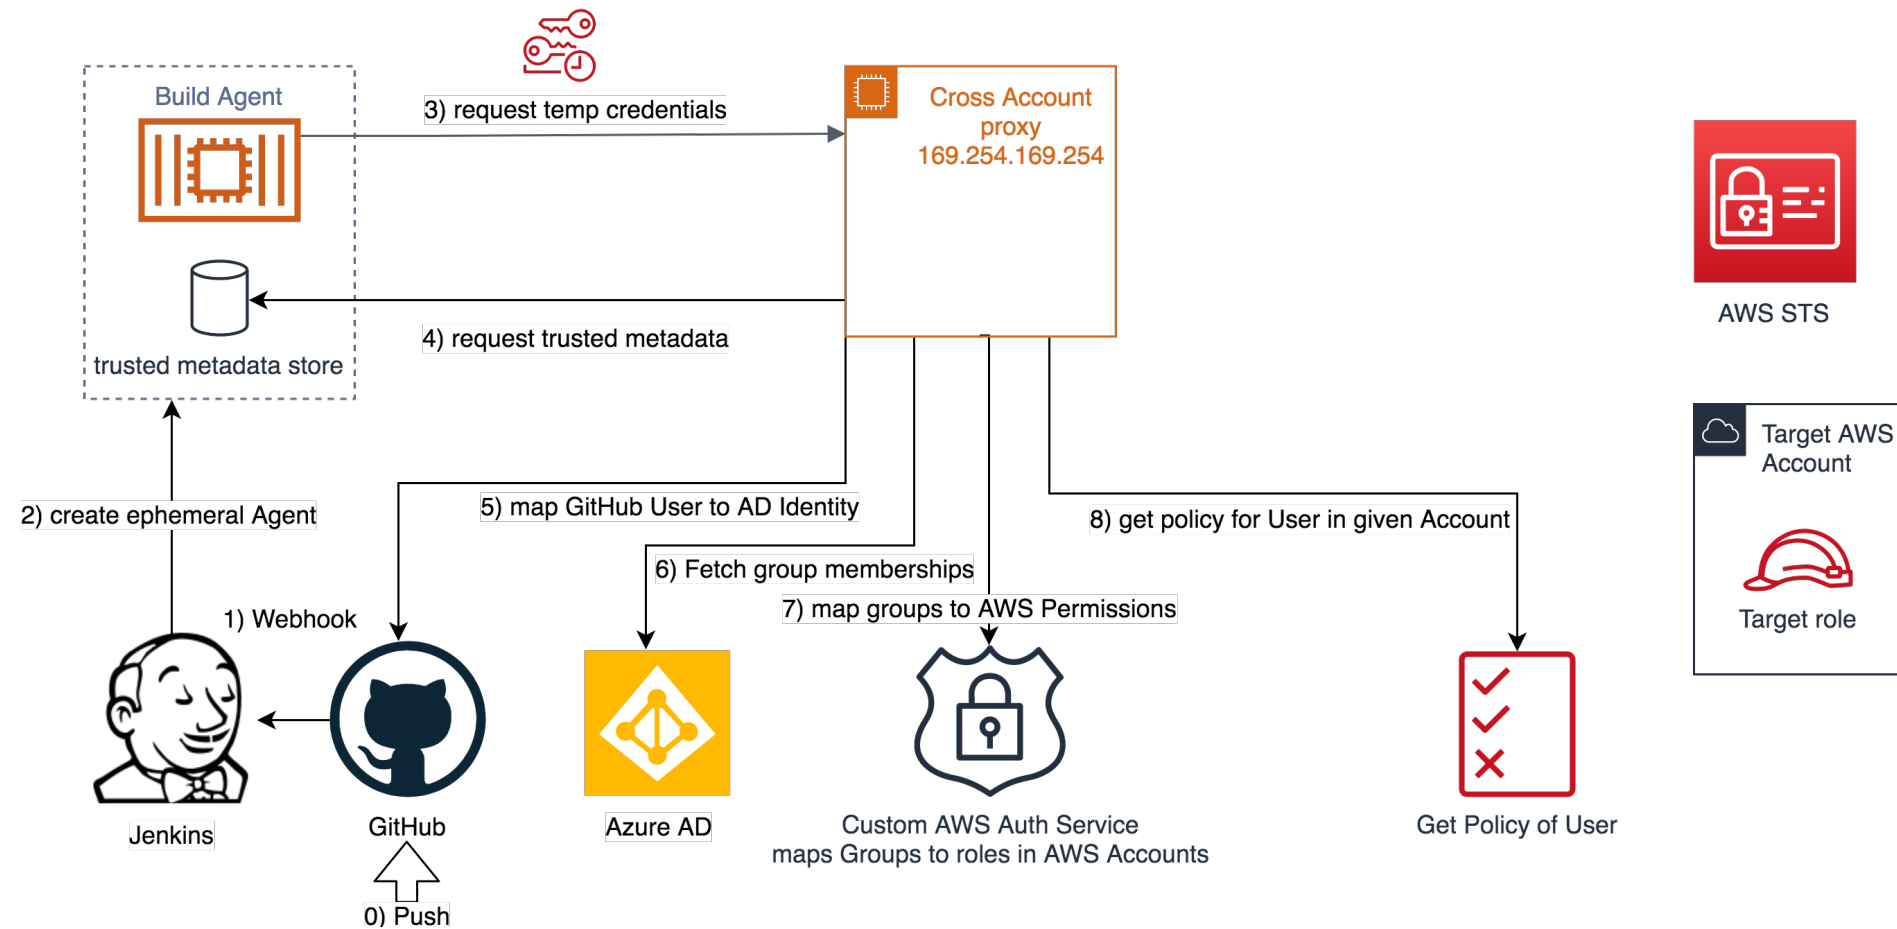 Build Agent
3) request temp credentials
Cross Account
proxy
169.254.169.254
AWS STS
4) request trusted metadata
trusted metadata store
Target AWS
Account
Target role
2) create ephemeral Agent
5) map GitHub User to AD Identity
8) get policy for User in given Account
6) Fetch group memberships
7) map groups to AWS Permissions
1) Webhook
Jenkins
GitHub
Azure AD
Custom AWS Auth Service
maps Groups to roles in AWS Accounts
Get Policy of User
0) Push